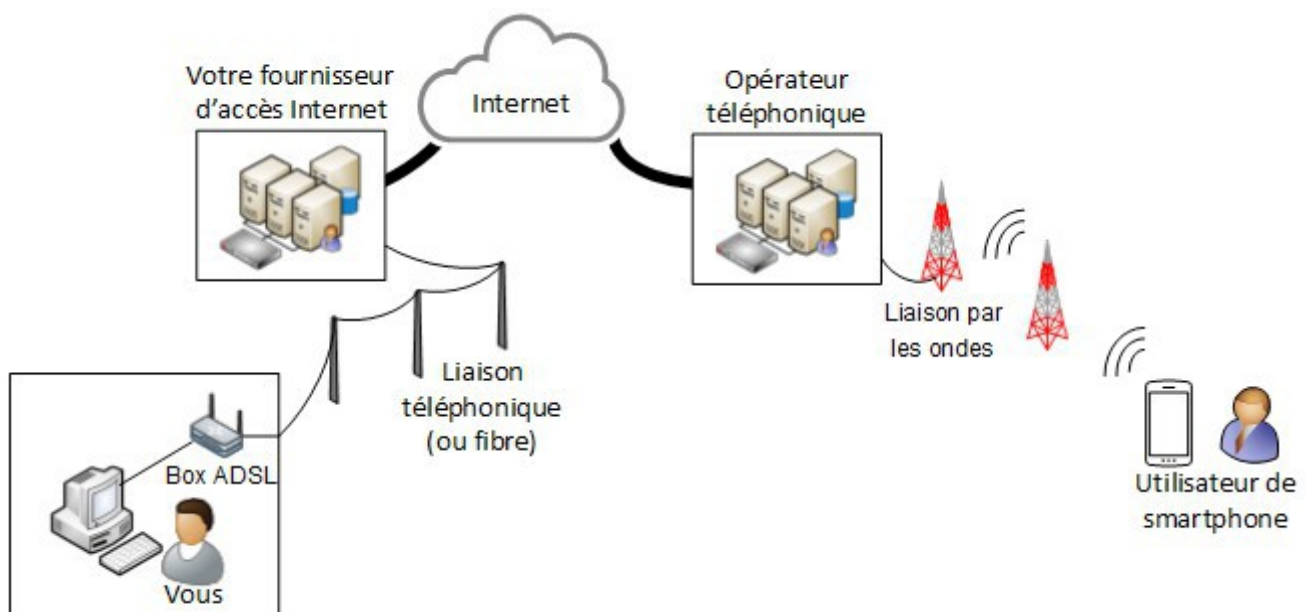 Votre fournisseur
d'accès Internet
Internet
Opérateur
téléphonique
Liaison par
les ondes
Liaison
téléphonique
(ou fibre)
Box ADSL
Vous
Utilisateur de
smartphone